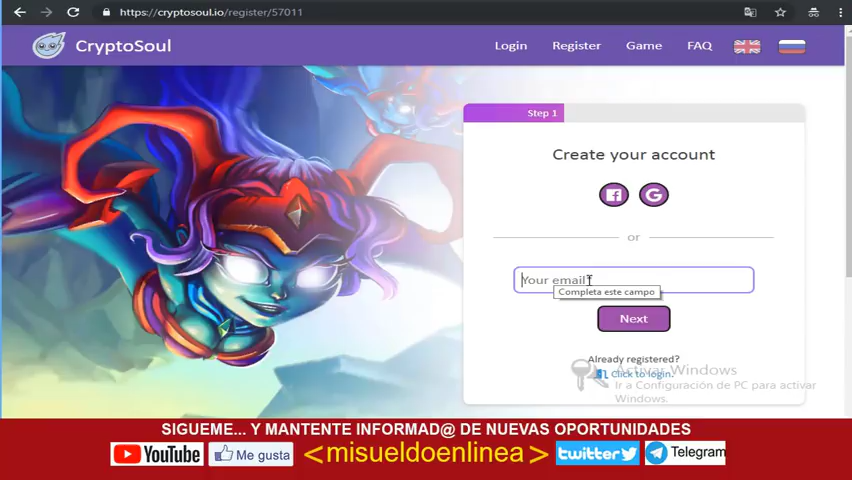 https://cryptosoul.io/register/57011
CryptoSoul
Login Register Game FAQ
Step 1
Create your account
or
Your email
Completa este campo
Next
Already registered?
Click to login.
Activar Windows
Ir a Configuración de PC para activar
Windows.
SIGUEME... Y MANTENTE INFORMAD@ DE NUEVAS OPORTUNIDADES
YouTube Me gusta <misueldoenlinea> twitter Telegram